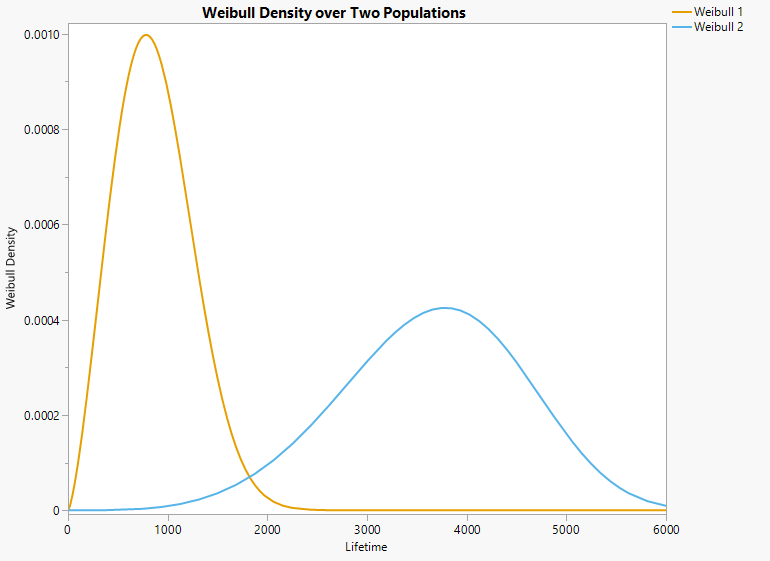 Weibull Density over Two Populations
Weibull 1
Weibull 2
0.0010
0.0008
0.0006
0.0004
0.0002
0
Weibull Density
0 1000 2000 3000 4000 5000 6000
Lifetime